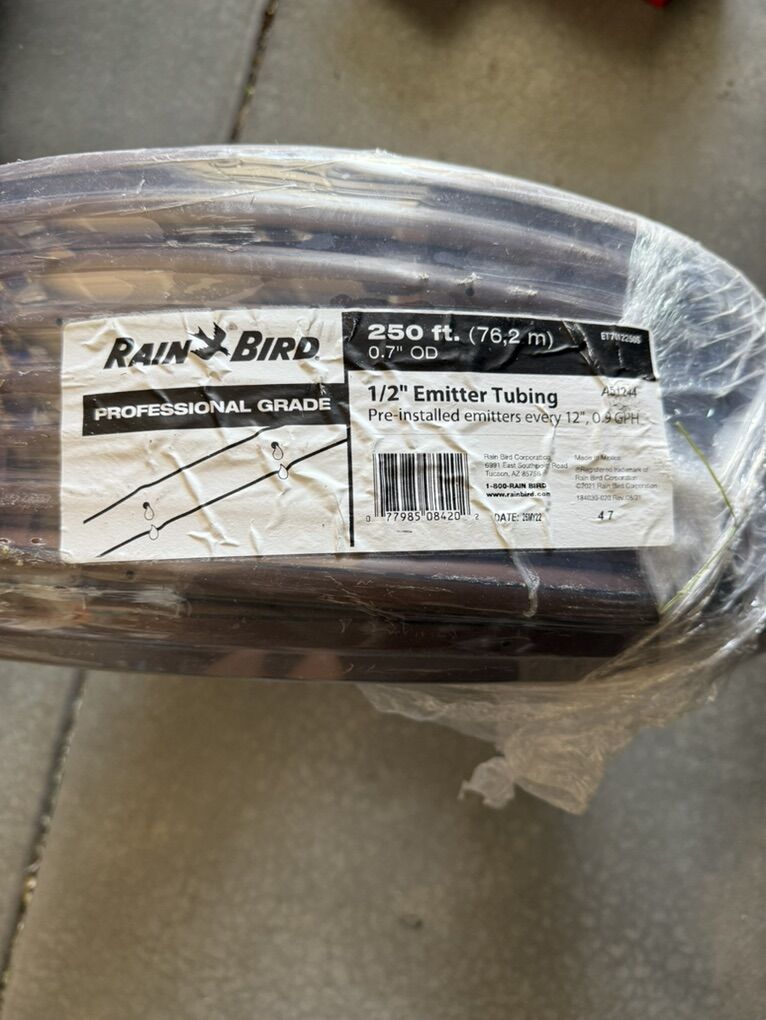 RAIN BIRD
PROFESSIONAL GRADE
250 ft. (76,2 m)
0.7" OD
1/2" Emitter Tubing
A51244
Pre-installed emitters every 12", 0.9 GPH
Rain Bird Corporation
6991 East Southpoint Road
Tucson, AZ 85756
1-800-RAIN BIRD
www.rainbird.com
Made in Mexico
®Registered trademark of
Rain Bird Corporation
©2021 Rain Bird Corporation
0 77985 08420 2
DATE: 26MY22
4 7